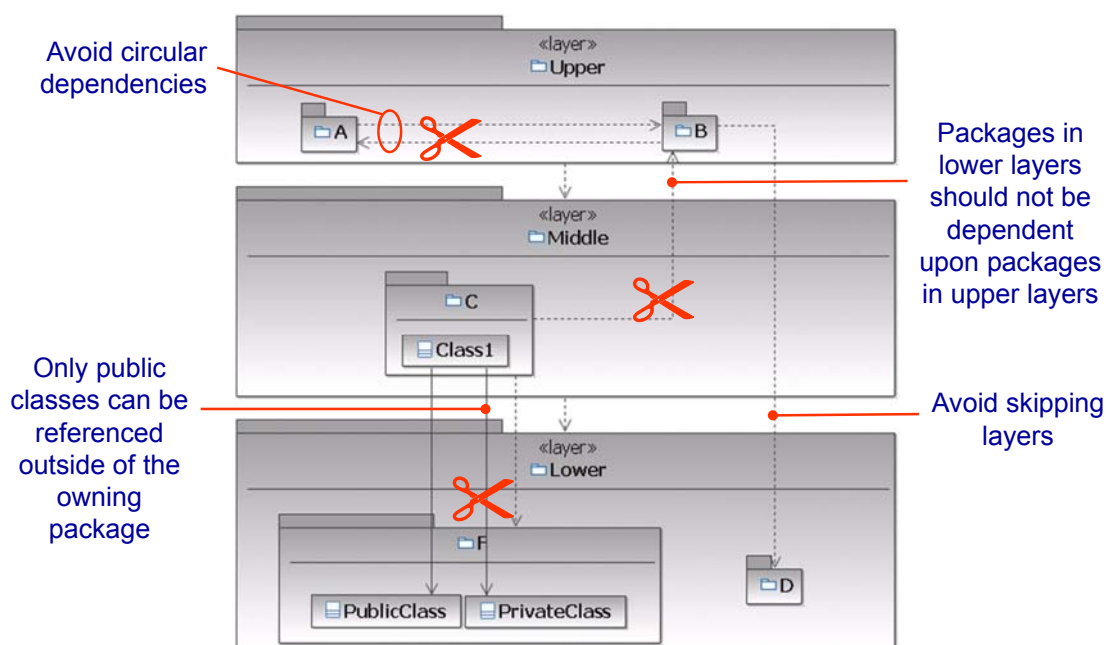 Avoid circular
dependencies
«layer»
Upper
A
B
Packages in
lower layers
should not be
dependent
upon packages
in upper layers
«layer»
Middle
C
Class1
Only public
classes can be
referenced
outside of the
owning
package
Avoid skipping
layers
«layer»
Lower
F
PublicClass
PrivateClass
D